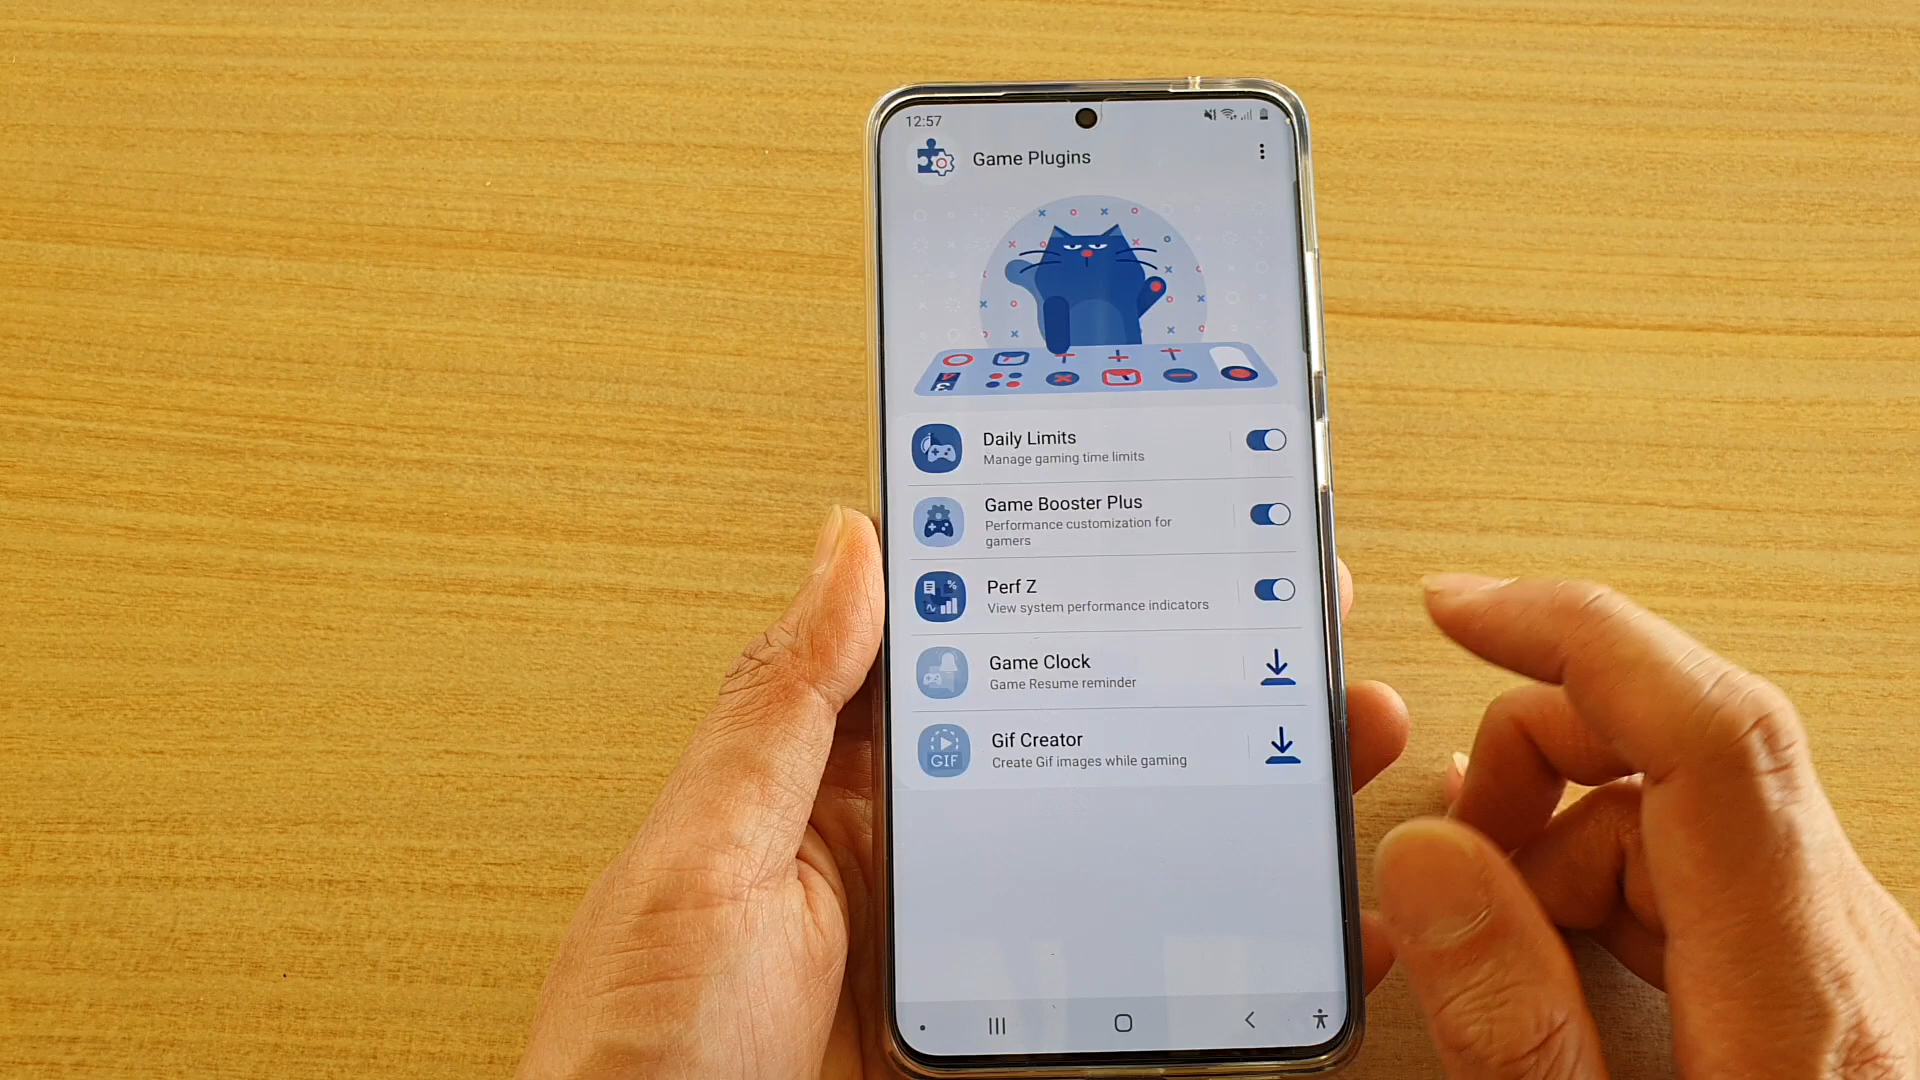 12:57
Game Plugins
Daily Limits
Manage gaming time limits
Game Booster Plus
Performance customization for
gamers
Perf Z
View system performance indicators
Game Clock
Game Resume reminder
GIF
Gif Creator
Create Gif images while gaming